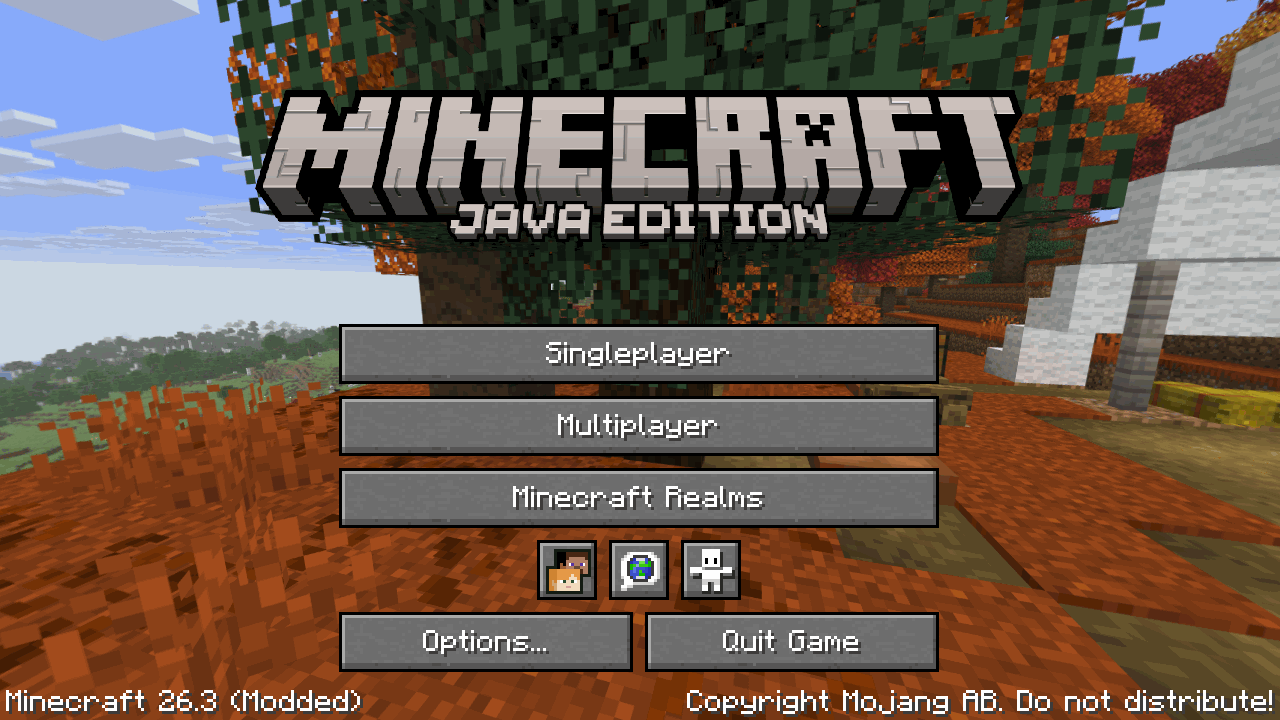 MINECRAFT
JAVA EDITION
Singleplayer
Multiplayer
Minecraft Realms
Options...
Quit Game
Minecraft 26.3 (Modded)
Copyright Mojang AB. Do not distribute!